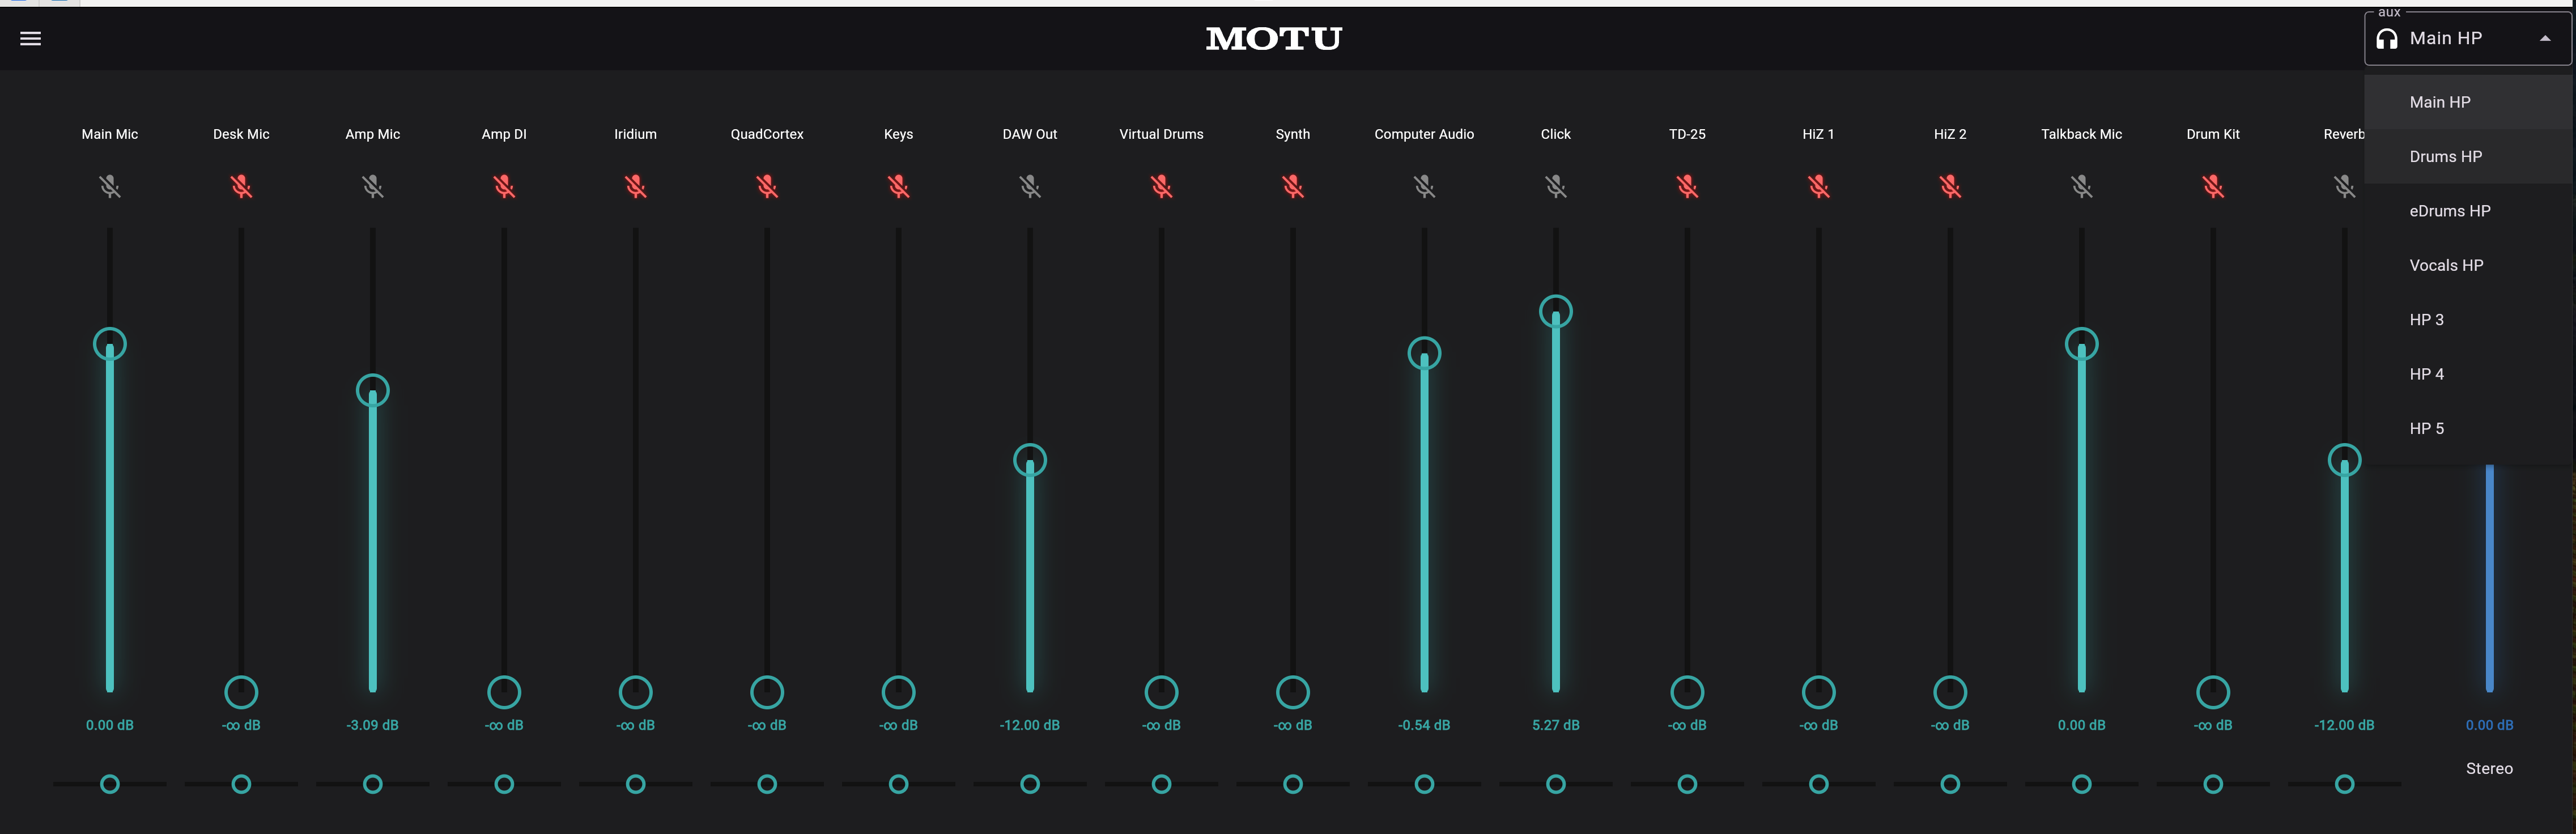 aux
MOTU
Main HP
Main HP
Drums HP
eDrums HP
Vocals HP
HP 3
HP 4
HP 5
Main Mic Desk Mic Amp Mic Amp DI Iridium QuadCortex Keys DAW Out Virtual Drums Synth Computer Audio Click TD-25 HiZ 1 HiZ 2 Talkback Mic Drum Kit Reverb
0.00 dB -∞ dB -3.09 dB -∞ dB -∞ dB -∞ dB -∞ dB -12.00 dB -∞ dB -∞ dB -0.54 dB 5.27 dB -∞ dB -∞ dB -∞ dB 0.00 dB -∞ dB -12.00 dB 0.00 dB
Stereo